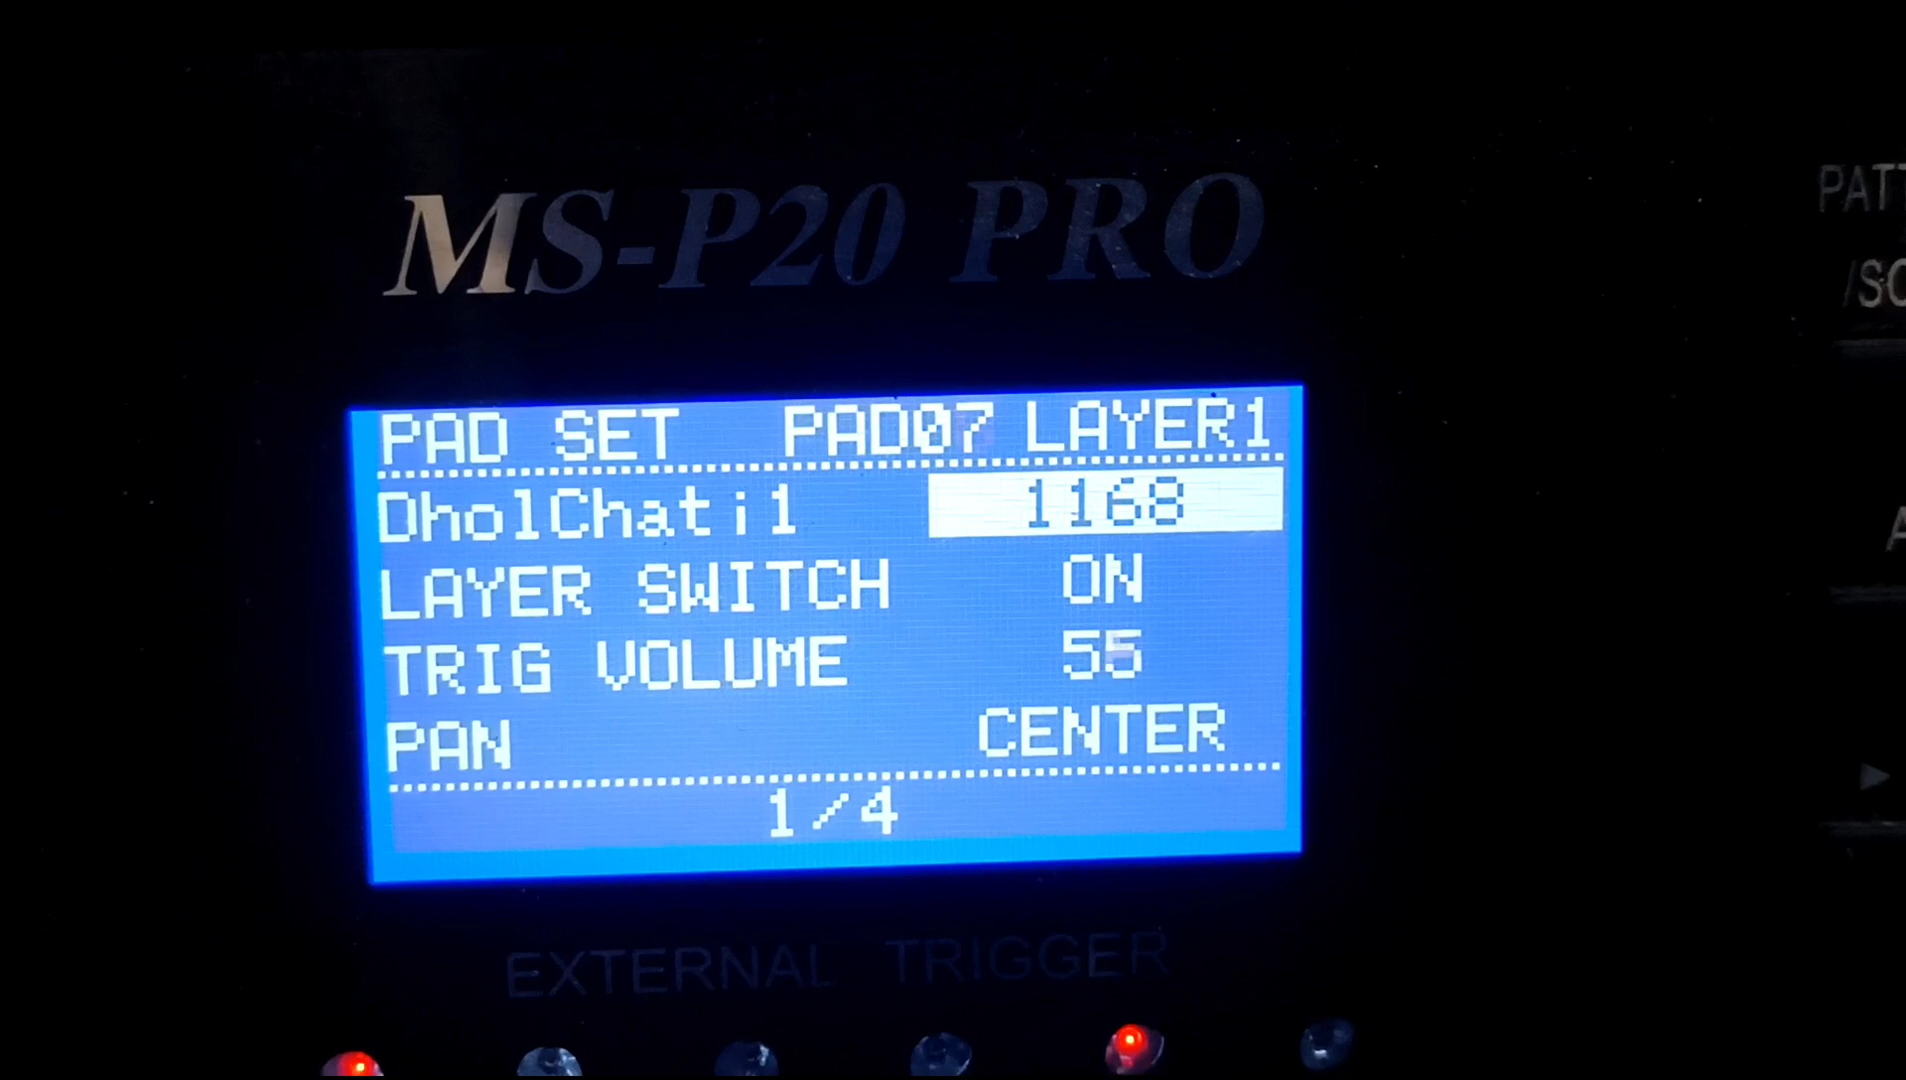 MS-P20 PRO
PAD SET PAD07 LAYER1
DholChati1 1168
LAYER SWITCH ON
TRIG VOLUME 55
PAN CENTER
1/4
EXTERNAL TRIGGER